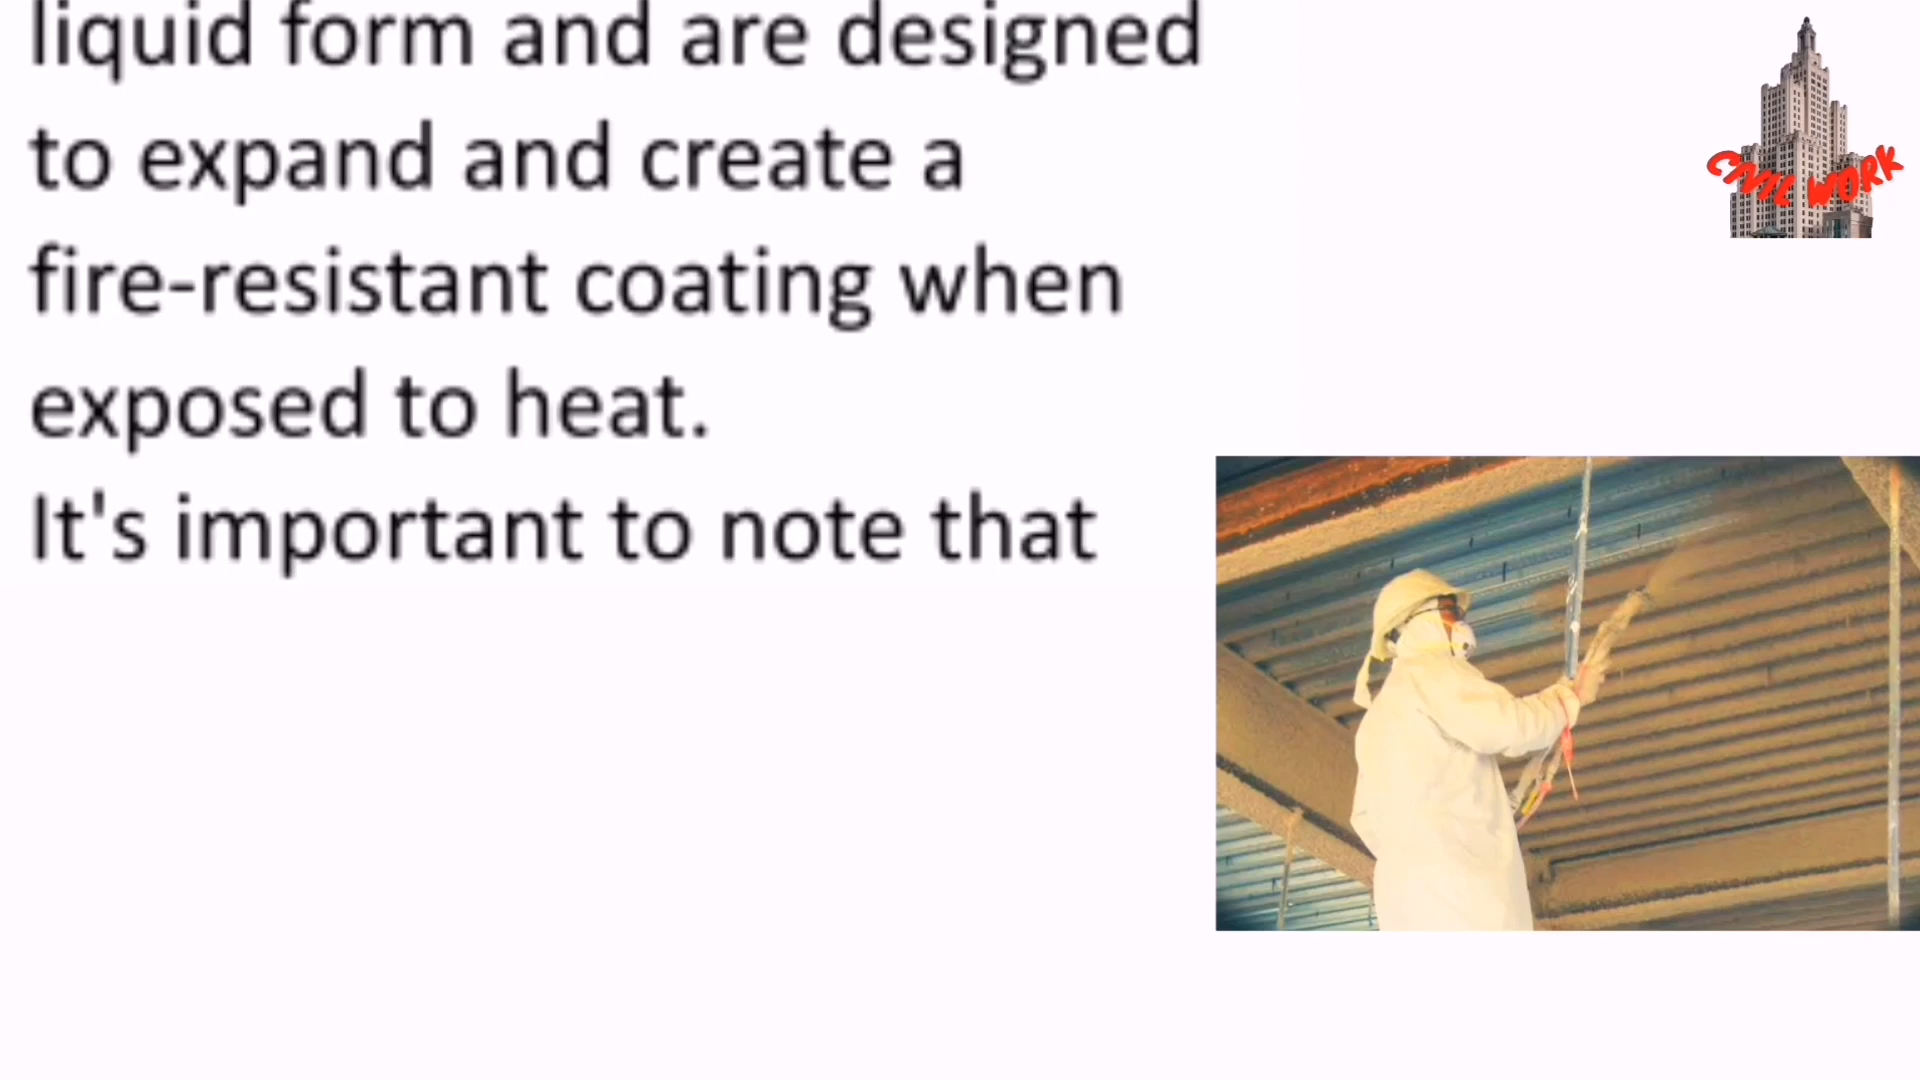 liquid form and are designed
to expand and create a
fire-resistant coating when
exposed to heat.
It's important to note that
CIVIL WORK